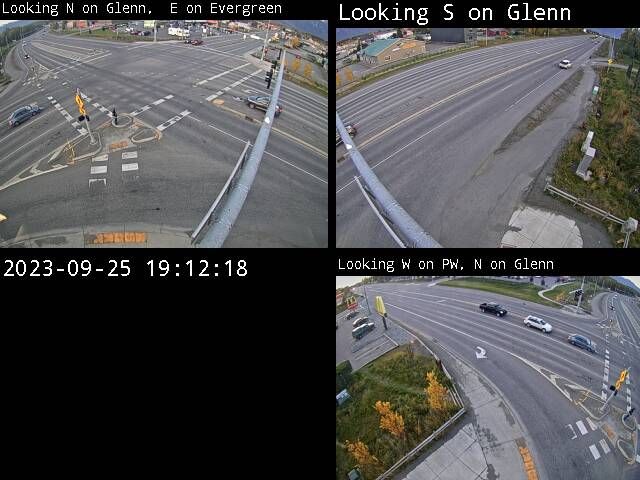 Looking N on Glenn,  E on Evergreen
Looking S on Glenn
2023-09-25 19:12:18
Looking W on PW, N on Glenn